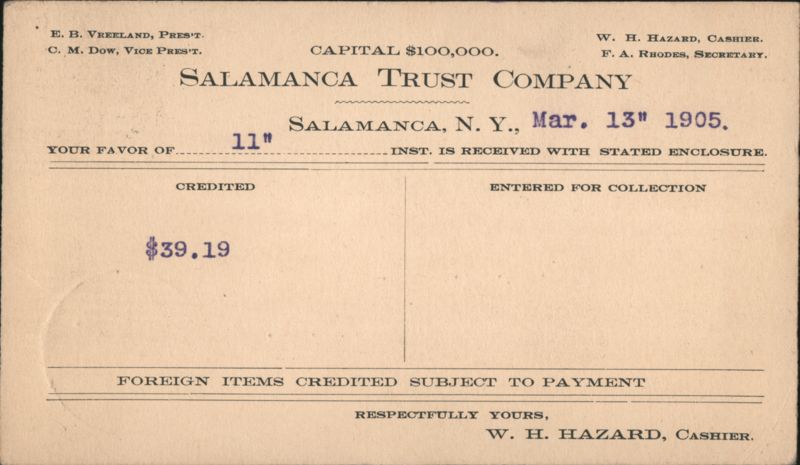 E. B. VREELAND, PRES'T.
C. M. DOW, VICE PRES'T.
W. H. HAZARD, CASHIER.
F. A. RHODES, SECRETARY.
CAPITAL $100,000.
SALAMANCA TRUST COMPANY
SALAMANCA, N. Y., Mar. 13" 1905.
YOUR FAVOR OF 11" INST. IS RECEIVED WITH STATED ENCLOSURE.
CREDITED
ENTERED FOR COLLECTION
$39.19
FOREIGN ITEMS CREDITED SUBJECT TO PAYMENT
RESPECTFULLY YOURS,
W. H. HAZARD, CASHIER.